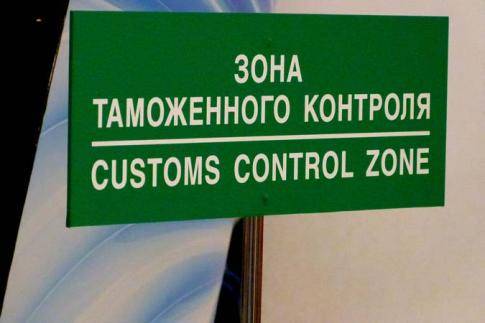 ЗОНА
ТАМОЖЕННОГО КОНТРОЛЯ
CUSTOMS CONTROL ZONE